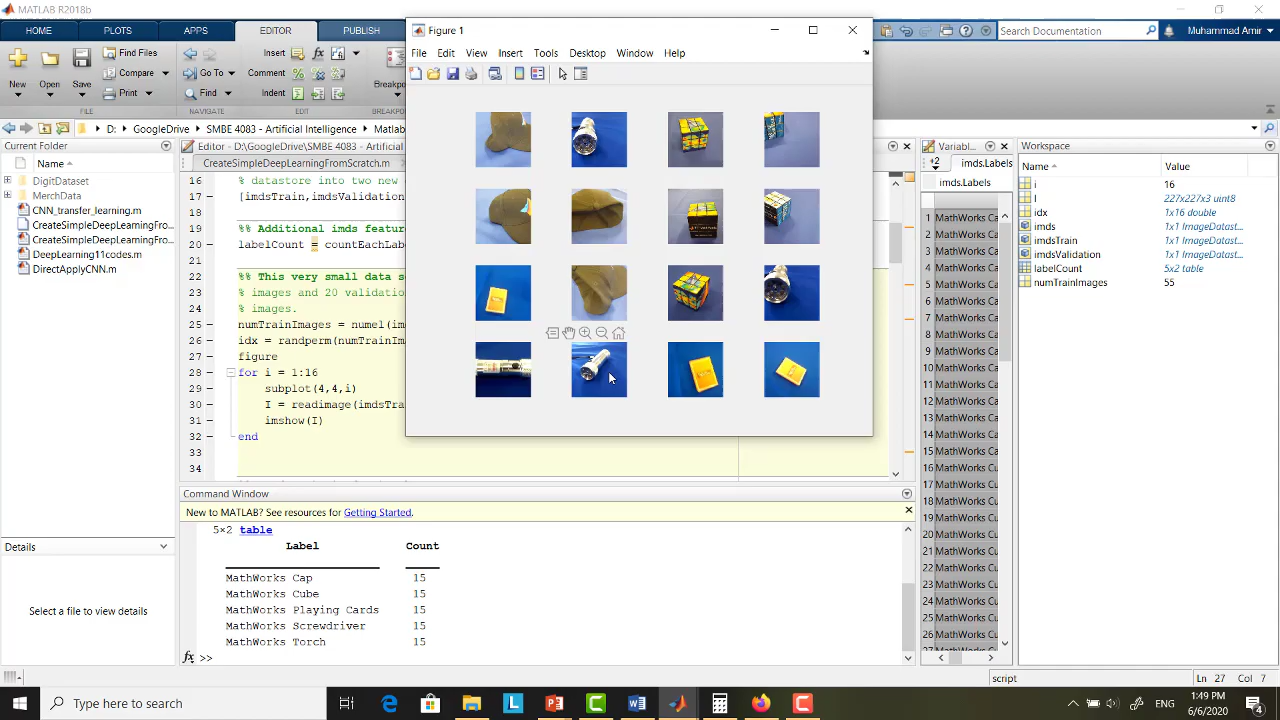 MATLAB R2018b
HOME PLOTS APPS EDITOR PUBLISH
Search Documentation
Muhammad Amir
New Open Save
Find Files
Compare
Print
Go To
Find
Insert
Comment
Indent
Breakpo
FILE NAVIGATE EDIT BREAKP
Figure 1
File Edit View Insert Tools Desktop Window Help
D: GoogleDrive SMBE 4083 - Artificial Intelligence Matlab
Current Folder
Name
DigitDataset
MerchData
CNN_transfer_learning.m
CreateSimpleDeepLearningFro...
CreateSimpleDeepLearningFro...
DeepLearning11codes.m
DirectApplyCNN.m
Details
Select a file to view details
Editor - D:\GoogleDrive\SMBE 4083 - Artificial Intelligence\
CreateSimpleDeepLearningFromScratch.m
16 % datastore into two new
17 – [imdsTrain,imdsValidation
18
19 %% Additional imds featur
20 – labelCount = countEachLabe
21
22 %% This very small data s
23 % images and 20 validatio
24 % images.
25 – numTrainImages = numel(im
26 – idx = randperm(numTrainIm
27 – figure
28 – for i = 1:16
29 – subplot(4,4,i)
30 – I = readimage(imdsTra
31 – imshow(I)
32 – end
33
34
Command Window
New to MATLAB? See resources for Getting Started.
5×2 table
Label Count
MathWorks Cap 15
MathWorks Cube 15
MathWorks Playing Cards 15
MathWorks Screwdriver 15
MathWorks Torch 15
fx >>
Variabl...
imds.Labels
imds.Labels
1 MathWorks Ca
2 MathWorks Ca
3 MathWorks Ca
4 MathWorks Ca
5 MathWorks Ca
6 MathWorks Ca
7 MathWorks Ca
8 MathWorks Ca
9 MathWorks Ca
10 MathWorks Ca
11 MathWorks Ca
12 MathWorks Ca
13 MathWorks Ca
14 MathWorks Ca
15 MathWorks Ca
16 MathWorks Cu
17 MathWorks Cu
18 MathWorks Cu
19 MathWorks Cu
20 MathWorks Cu
21 MathWorks Cu
22 MathWorks Cu
23 MathWorks Cu
24 MathWorks Cu
25 MathWorks Cu
26 MathWorks Cu
Workspace
Name Value
i 16
I 227x227x3 uint8
idx 1x16 double
imds 1x1 ImageDatast...
imdsTrain 1x1 ImageDatast...
imdsValidation 1x1 ImageDatast...
labelCount 5x2 table
numTrainImages 55
script Ln 27 Col 7
Type here to search
ENG
1:49 PM
6/6/2020